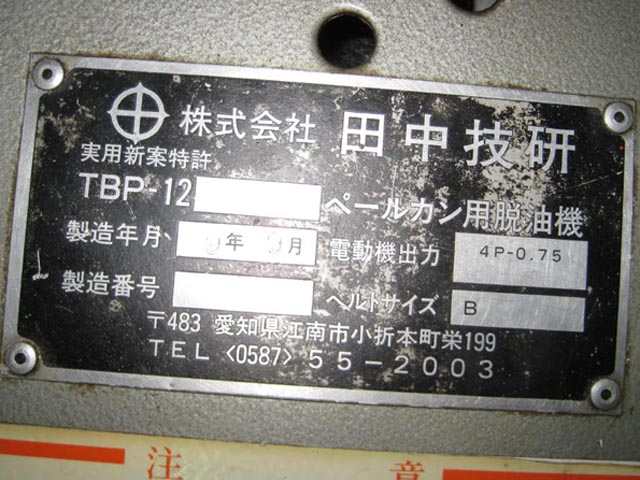 株式会社 田中技研
実用新案特許
TBP-12 ペールカン用脱油機
製造年月 9年 9月 電動機出力 4P-0.75
製造番号 ベルトサイズ B
〒483 愛知県江南市小折本町栄199
TEL <0587> 55-2003
注 意